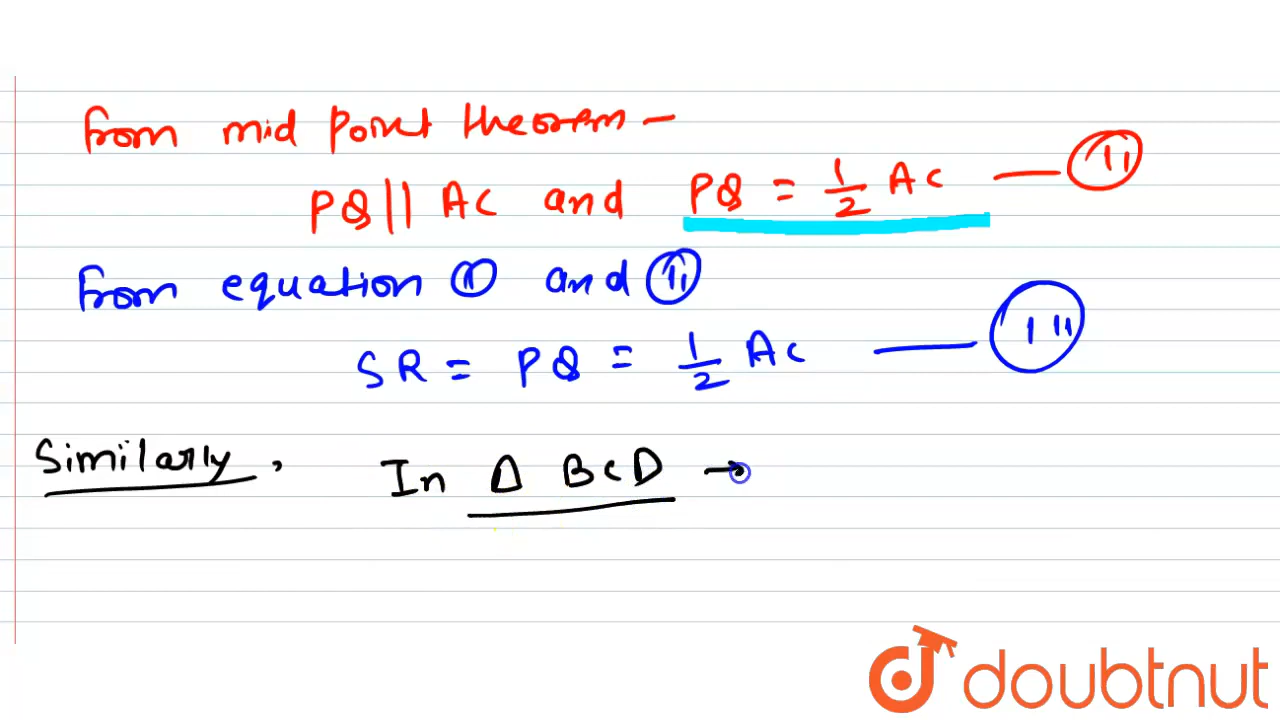 from mid point theorem -
PQ || AC and PQ = 1/2 AC — (ii)
from equation (i) and (ii)
SR = PQ = 1/2 AC — (iii)
Similarly, In Δ BCD →
doubtnut